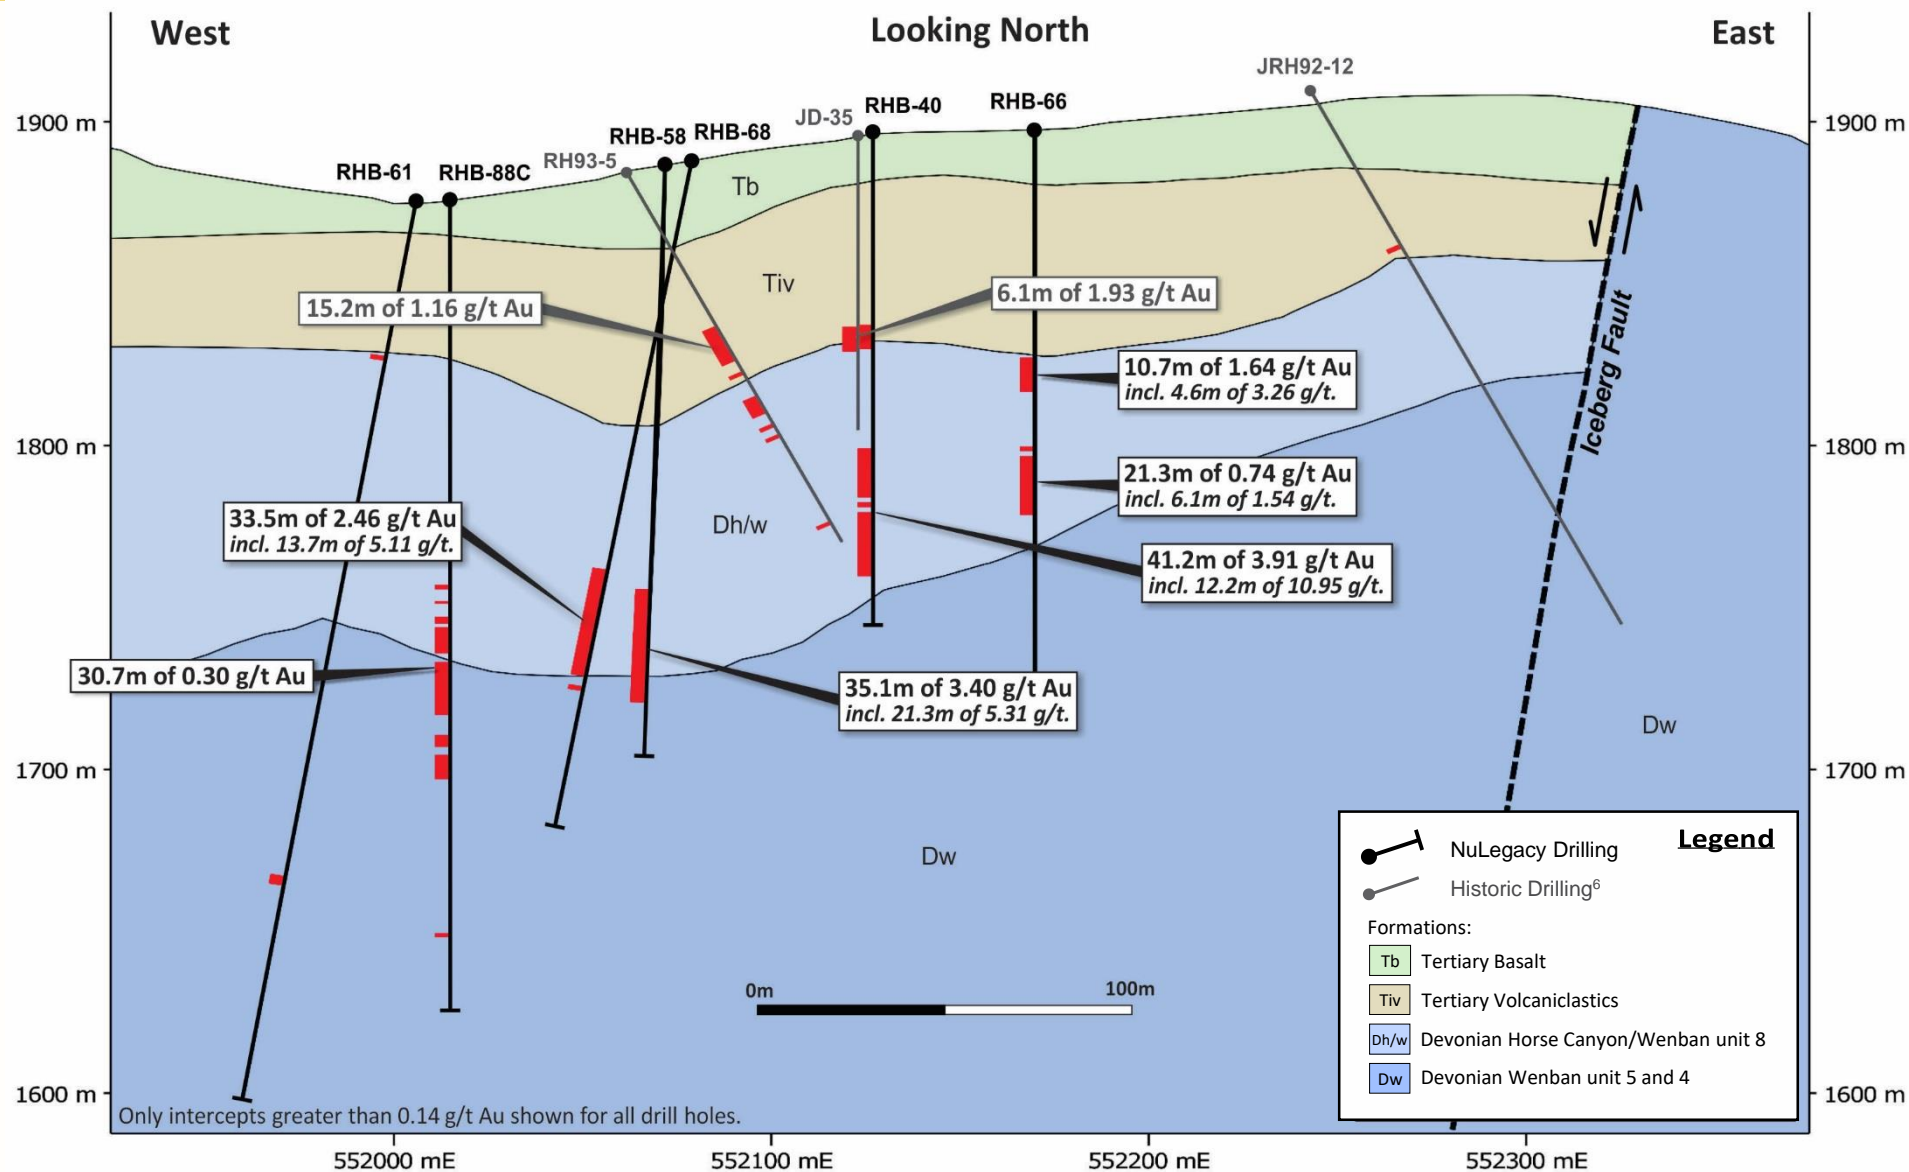 West
Looking North
East
JRH92-12
RHB-40
RHB-66
JD-35
RHB-58
RHB-68
RH93-5
RHB-61
RHB-88C
1900 m
1900 m
Tb
Tiv
15.2m of 1.16 g/t Au
6.1m of 1.93 g/t Au
10.7m of 1.64 g/t Au
incl. 4.6m of 3.26 g/t.
Iceberg Fault
1800 m
1800 m
21.3m of 0.74 g/t Au
incl. 6.1m of 1.54 g/t.
33.5m of 2.46 g/t Au
incl. 13.7m of 5.11 g/t.
Dh/w
41.2m of 3.91 g/t Au
incl. 12.2m of 10.95 g/t.
30.7m of 0.30 g/t Au
35.1m of 3.40 g/t Au
incl. 21.3m of 5.31 g/t.
Dw
1700 m
1700 m
Dw
Legend
NuLegacy Drilling
Historic Drilling⁶
Formations:
Tb Tertiary Basalt
Tiv Tertiary Volcaniclastics
Dh/w Devonian Horse Canyon/Wenban unit 8
Dw Devonian Wenban unit 5 and 4
0m 100m
1600 m
1600 m
Only intercepts greater than 0.14 g/t Au shown for all drill holes.
552000 mE
552100 mE
552200 mE
552300 mE